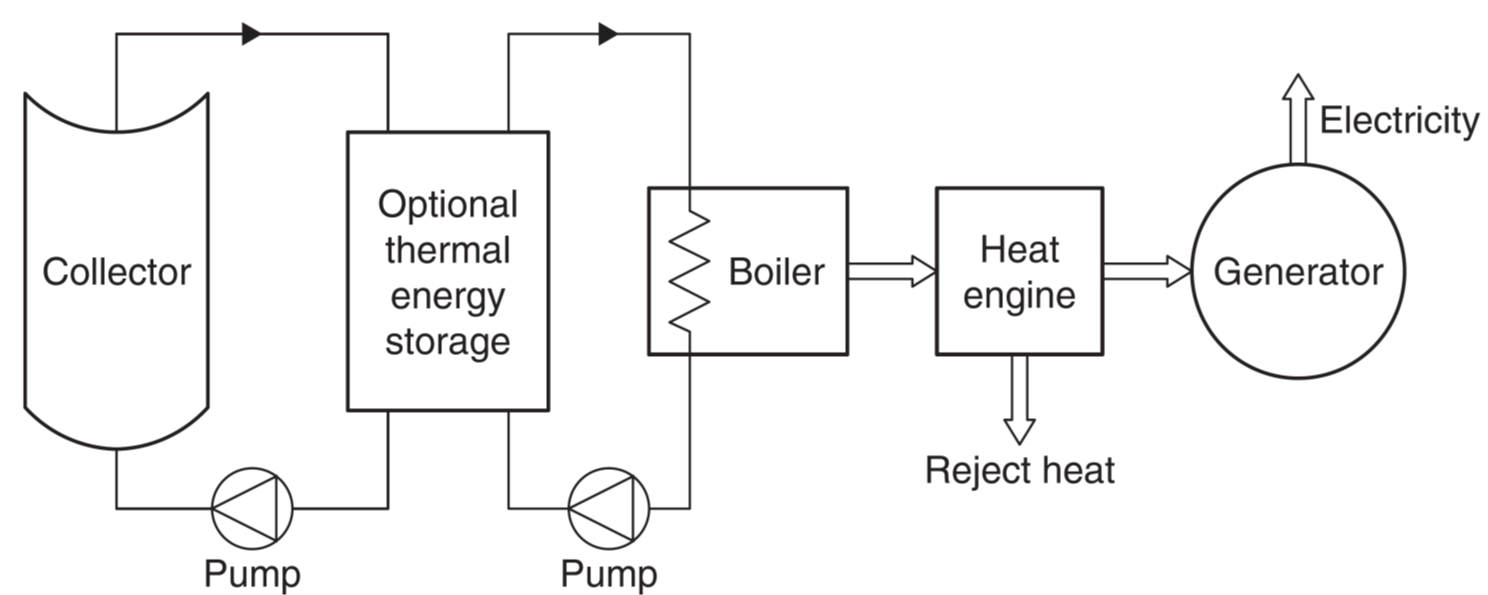 Collector
Optional
thermal
energy
storage
Boiler
Heat
engine
Generator
Electricity
Reject heat
Pump
Pump